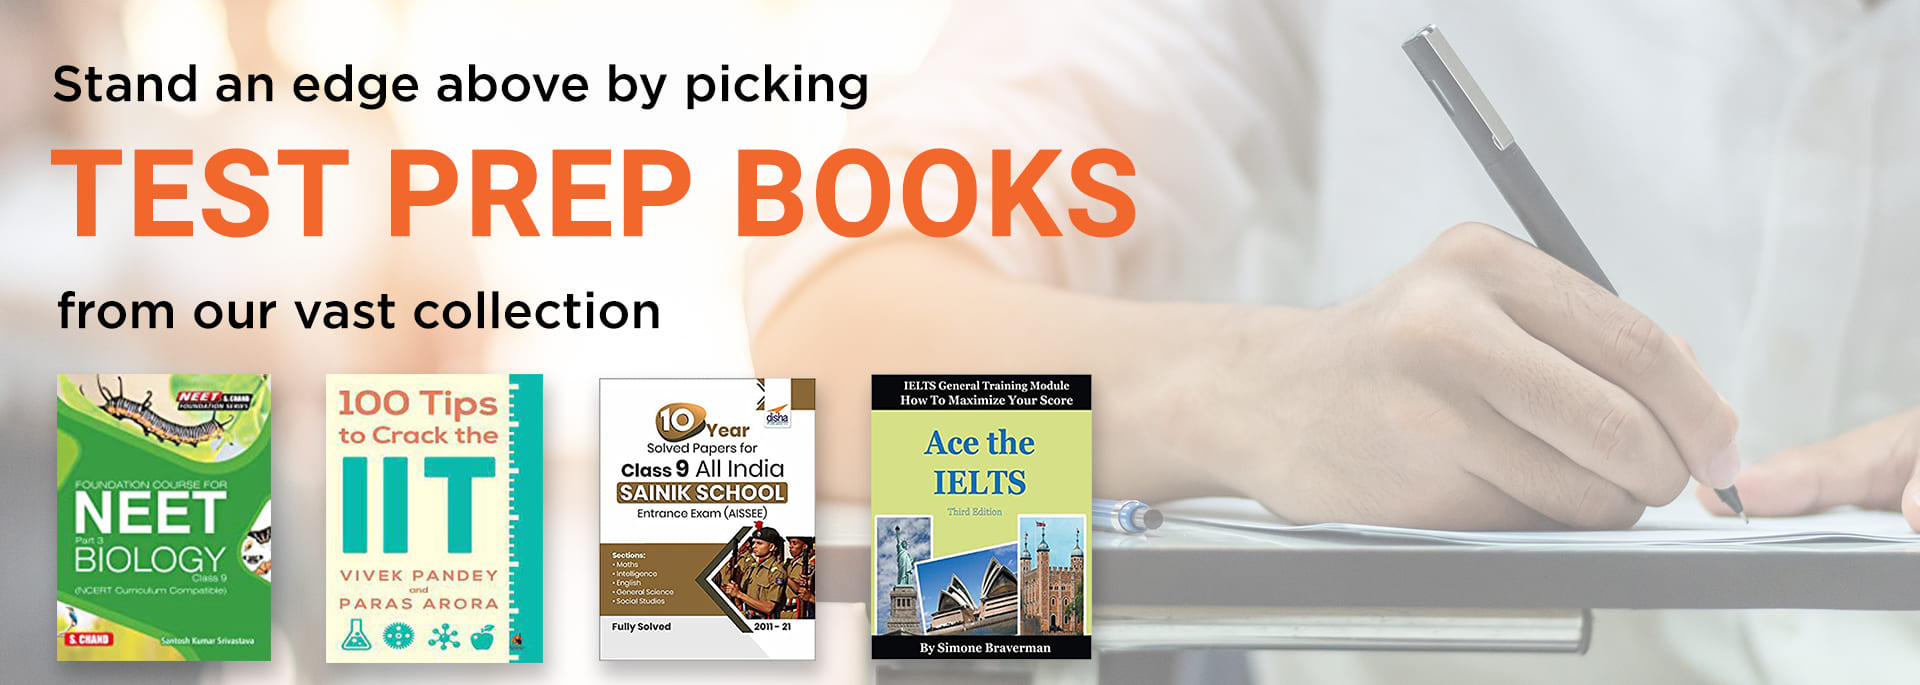 Stand an edge above by picking
TEST PREP BOOKS
from our vast collection
NEET S. CHAND
FOUNDATION SERIES
FOUNDATION COURSE FOR
NEET
Part 3
BIOLOGY
Class 9
(NCERT Curriculum Compatible)
S. CHAND
Santosh Kumar Srivastava
100 Tips
to Crack the
IIT
VIVEK PANDEY
and
PARAS ARORA
disha
10 Year
Solved Papers for
Class 9 All India
SAINIK SCHOOL
Entrance Exam (AISSEE)
Sections:
• Maths
• Intelligence
• English
• General Science
• Social Studies
Fully Solved
2011 - 21
IELTS General Training Module
How To Maximize Your Score
Ace the
IELTS
Third Edition
By Simone Braverman